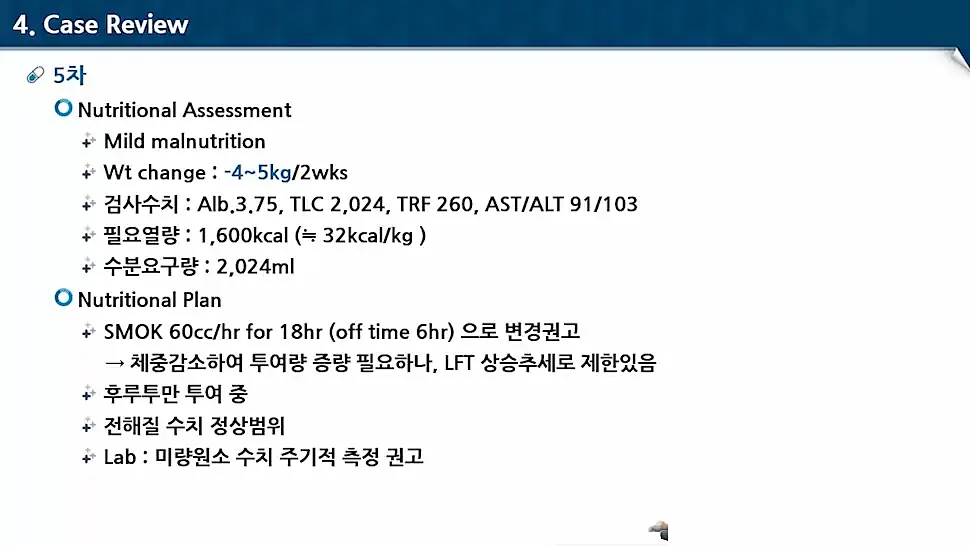 4. Case Review
5차
Nutritional Assessment
Mild malnutrition
Wt change : -4~5kg/2wks
검사수치 : Alb.3.75, TLC 2,024, TRF 260, AST/ALT 91/103
필요열량 : 1,600kcal (≒ 32kcal/kg )
수분요구량 : 2,024ml
Nutritional Plan
SMOK 60cc/hr for 18hr (off time 6hr) 으로 변경권고
→ 체중감소하여 투여량 증량 필요하나, LFT 상승추세로 제한있음
후루투만 투여 중
전해질 수치 정상범위
Lab : 미량원소 수치 주기적 측정 권고